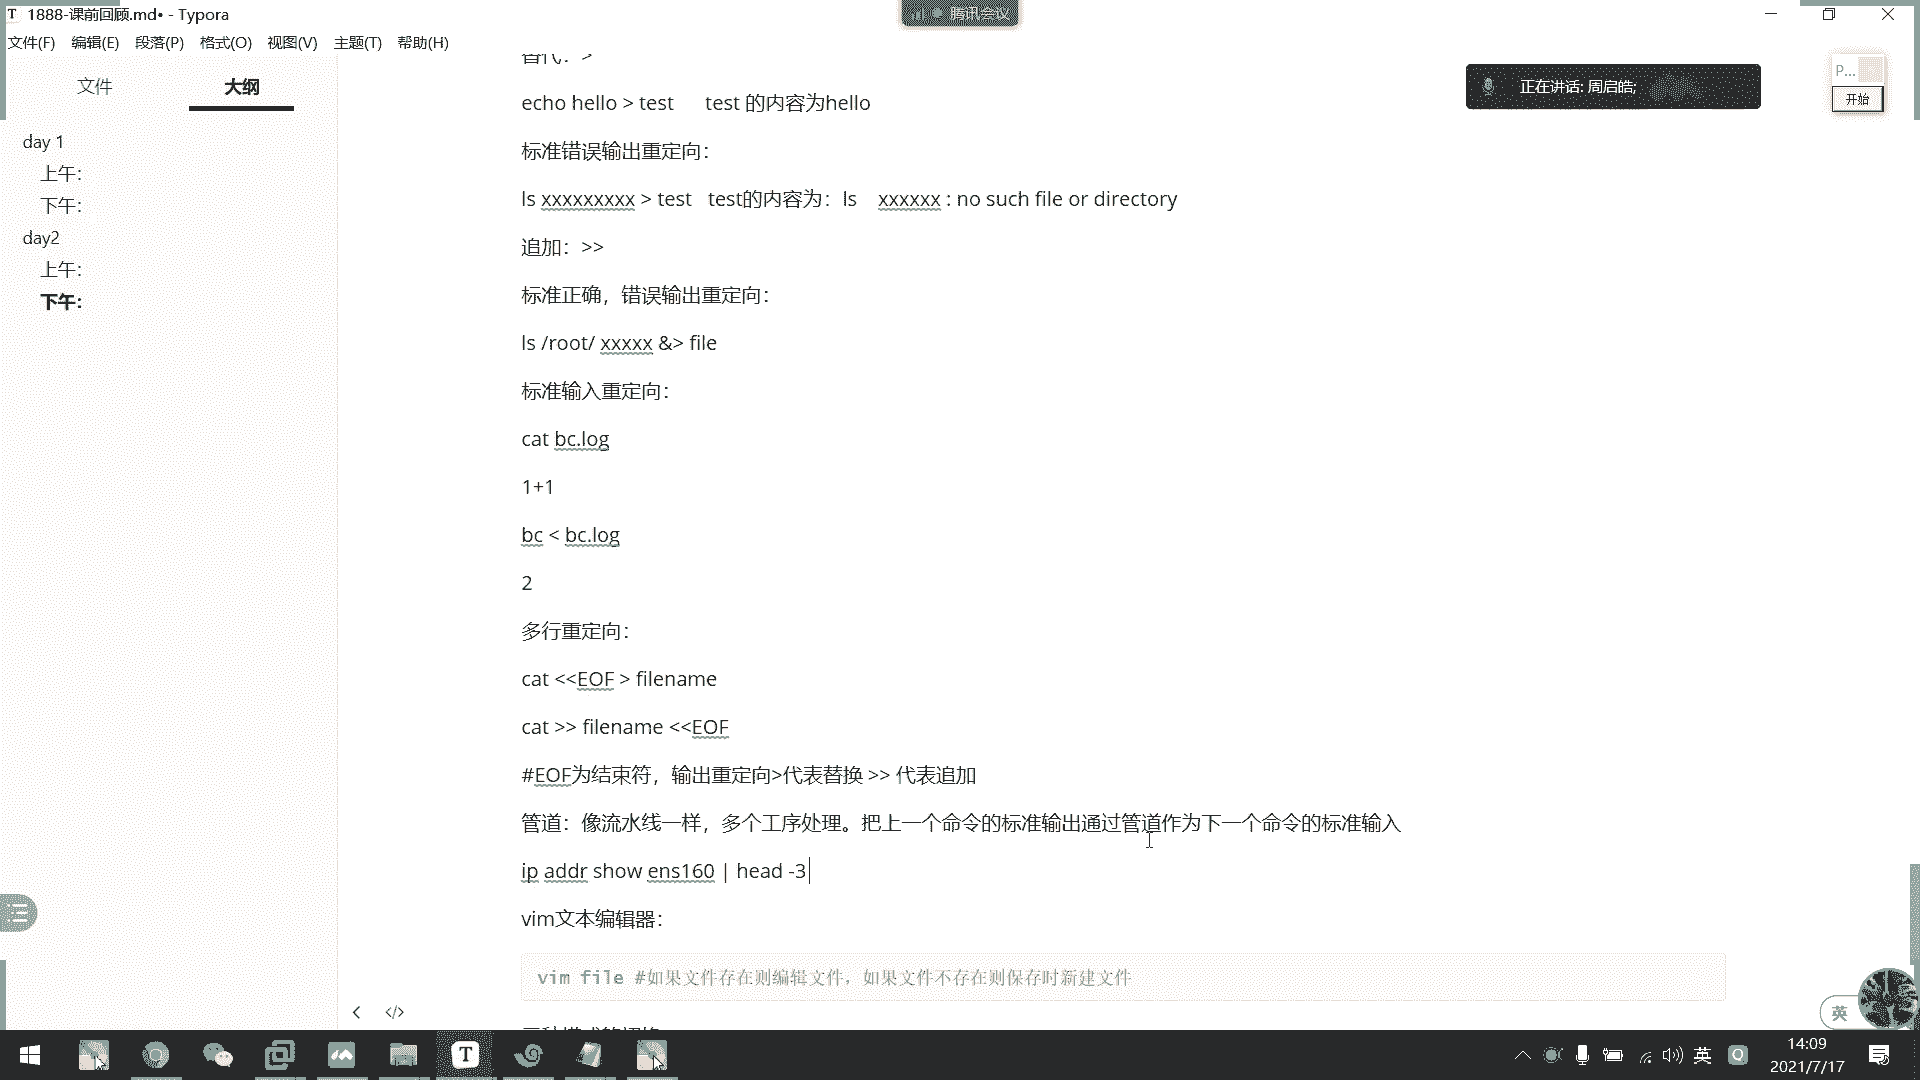 1888-课前回顾.md• - Typora
腾讯会议
文件(F) 编辑(E) 段落(P) 格式(O) 视图(V) 主题(T) 帮助(H)
文件 大纲
day 1
上午：
下午：
day2
上午：
下午：
替代：>
echo hello > test test 的内容为hello
标准错误输出重定向：
ls xxxxxxxxx > test test的内容为：ls xxxxxx : no such file or directory
追加：>>
标准正确，错误输出重定向：
ls /root/ xxxxx &> file
标准输入重定向：
cat bc.log
1+1
bc < bc.log
2
多行重定向：
cat <<EOF > filename
cat >> filename <<EOF
#EOF为结束符，输出重定向>代表替换 >> 代表追加
管道：像流水线一样，多个工序处理。把上一个命令的标准输出通过管道作为下一个命令的标准输入
ip addr show ens160 | head -3
vim文本编辑器：
vim file #如果文件存在则编辑文件，如果文件不存在则保存时新建文件
正在讲话: 周启皓;
P...
开始
英
英
14:09
2021/7/17